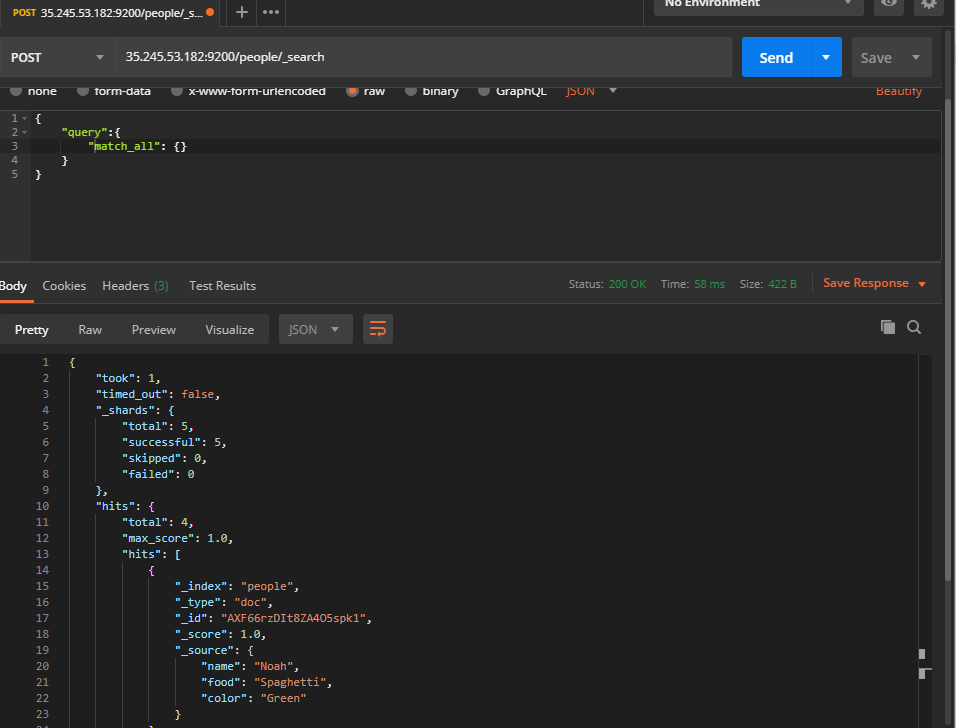 POST 35.245.53.182:9200/people/_s...
No Environment
POST 35.245.53.182:9200/people/_search Send Save
none form-data x-www-form-urlencoded raw binary GraphQL JSON Beautify
1 {
2 "query":{
3 "match_all": {}
4 }
5 }
Body Cookies Headers (3) Test Results Status: 200 OK Time: 58 ms Size: 422 B Save Response
Pretty Raw Preview Visualize JSON
1 {
2 "took": 1,
3 "timed_out": false,
4 "_shards": {
5 "total": 5,
6 "successful": 5,
7 "skipped": 0,
8 "failed": 0
9 },
10 "hits": {
11 "total": 4,
12 "max_score": 1.0,
13 "hits": [
14 {
15 "_index": "people",
16 "_type": "doc",
17 "_id": "AXF66rzDIt8ZA4O5spk1",
18 "_score": 1.0,
19 "_source": {
20 "name": "Noah",
21 "food": "Spaghetti",
22 "color": "Green"
23 }